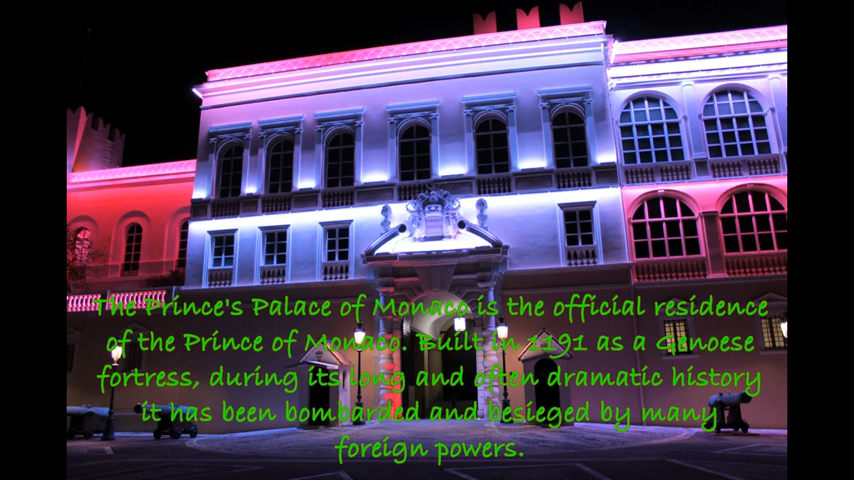 The Prince's Palace of Monaco is the official residence
of the Prince of Monaco. Built in 1191 as a Genoese
fortress, during its long and often dramatic history
it has been bombarded and besieged by many
foreign powers.